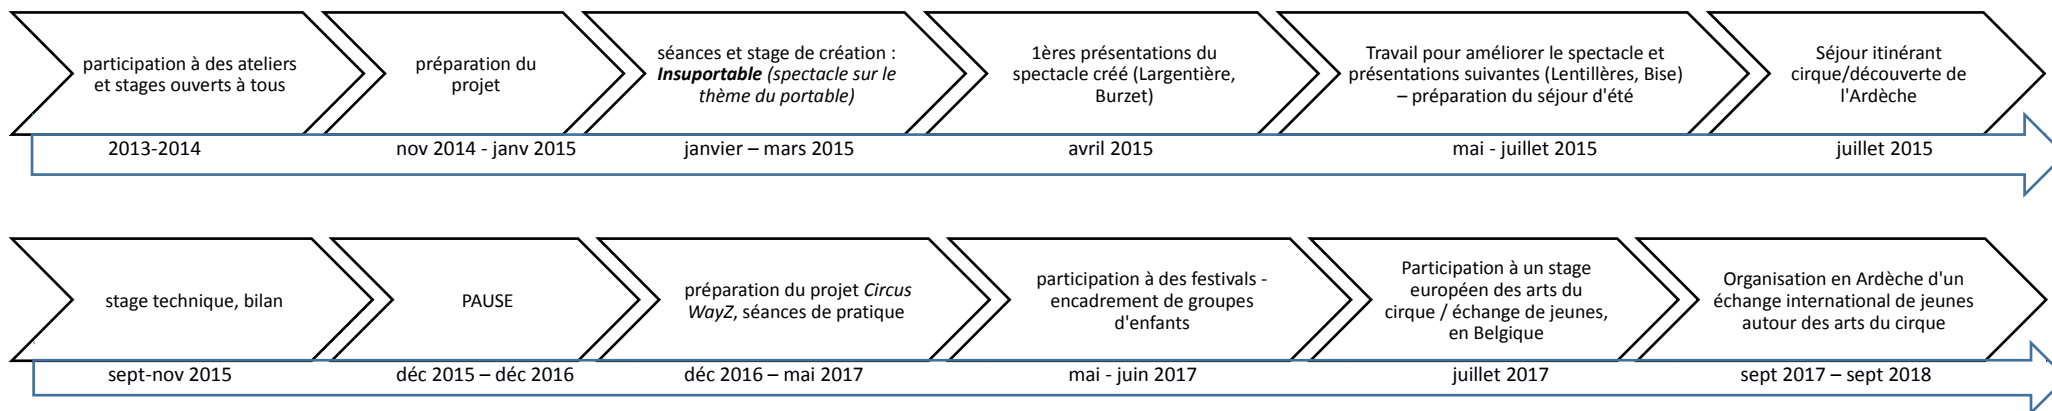 participation à des ateliers
et stages ouverts à tous
préparation du
projet
séances et stage de création :
Insuportable (spectacle sur le
thème du portable)
1ères présentations du
spectacle créé (Largentière,
Burzet)
Travail pour améliorer le spectacle et
présentations suivantes (Lentillères, Bise)
– préparation du séjour d'été
Séjour itinérant
cirque/découverte de
l'Ardèche
2013-2014
nov 2014 - janv 2015
janvier – mars 2015
avril 2015
mai - juillet 2015
juillet 2015
stage technique, bilan
PAUSE
préparation du projet Circus
WayZ, séances de pratique
participation à des festivals -
encadrement de groupes
d'enfants
Participation à un stage
européen des arts du
cirque / échange de jeunes,
en Belgique
Organisation en Ardèche d'un
échange international de jeunes
autour des arts du cirque
sept-nov 2015
déc 2015 – déc 2016
déc 2016 – mai 2017
mai - juin 2017
juillet 2017
sept 2017 – sept 2018